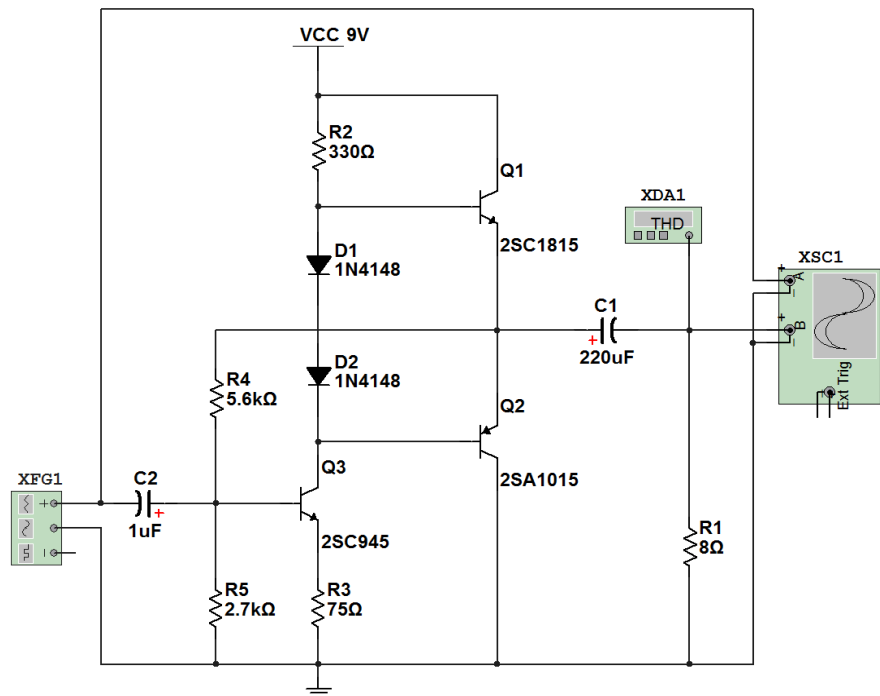 VCC 9V
R2
330Ω
Q1
2SC1815
XDA1
THD
XSC1
D1
1N4148
+
A
−
C1
+
220uF
+
B
−
D2
1N4148
R4
5.6kΩ
Ext Trig
+
−
Q2
2SA1015
Q3
2SC945
XFG1
+
−
C2
+
1uF
R1
8Ω
R5
2.7kΩ
R3
75Ω